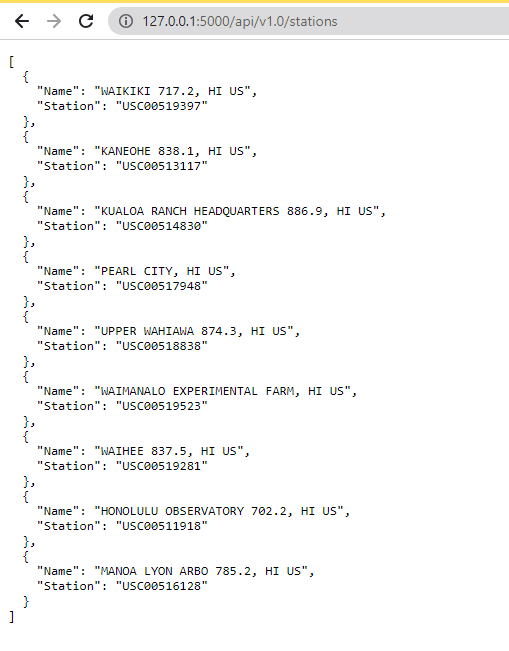 127.0.0.1:5000/api/v1.0/stations
[
  {
    "Name": "WAIKIKI 717.2, HI US",
    "Station": "USC00519397"
  },
  {
    "Name": "KANEOHE 838.1, HI US",
    "Station": "USC00513117"
  },
  {
    "Name": "KUALOA RANCH HEADQUARTERS 886.9, HI US",
    "Station": "USC00514830"
  },
  {
    "Name": "PEARL CITY, HI US",
    "Station": "USC00517948"
  },
  {
    "Name": "UPPER WAHIAWA 874.3, HI US",
    "Station": "USC00518838"
  },
  {
    "Name": "WAIMANALO EXPERIMENTAL FARM, HI US",
    "Station": "USC00519523"
  },
  {
    "Name": "WAIHEE 837.5, HI US",
    "Station": "USC00519281"
  },
  {
    "Name": "HONOLULU OBSERVATORY 702.2, HI US",
    "Station": "USC00511918"
  },
  {
    "Name": "MANOA LYON ARBO 785.2, HI US",
    "Station": "USC00516128"
  }
]